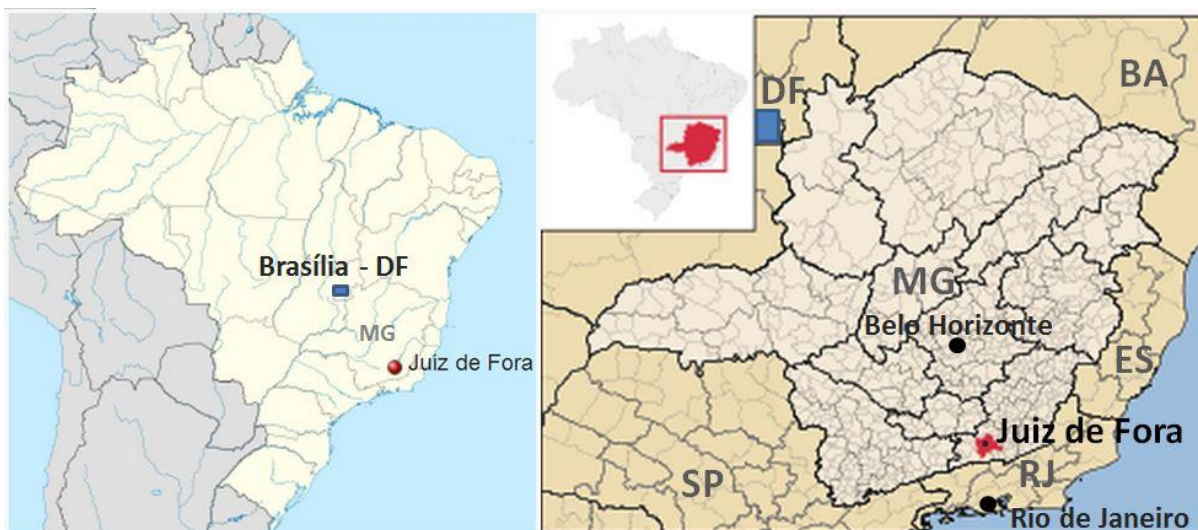 Brasília - DF
MG
Juiz de Fora
DF
BA
MG
Belo Horizonte
ES
Juiz de Fora
SP
RJ
Rio de Janeiro